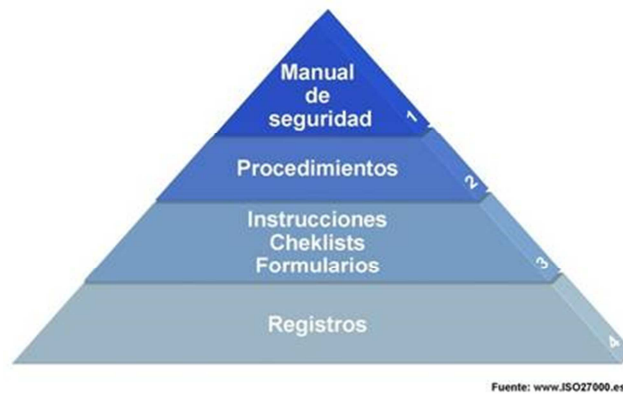 Manual
de
seguridad
1
Procedimientos
2
Instrucciones
Cheklists
Formularios
3
Registros
4
Fuente: www.ISO27000.es